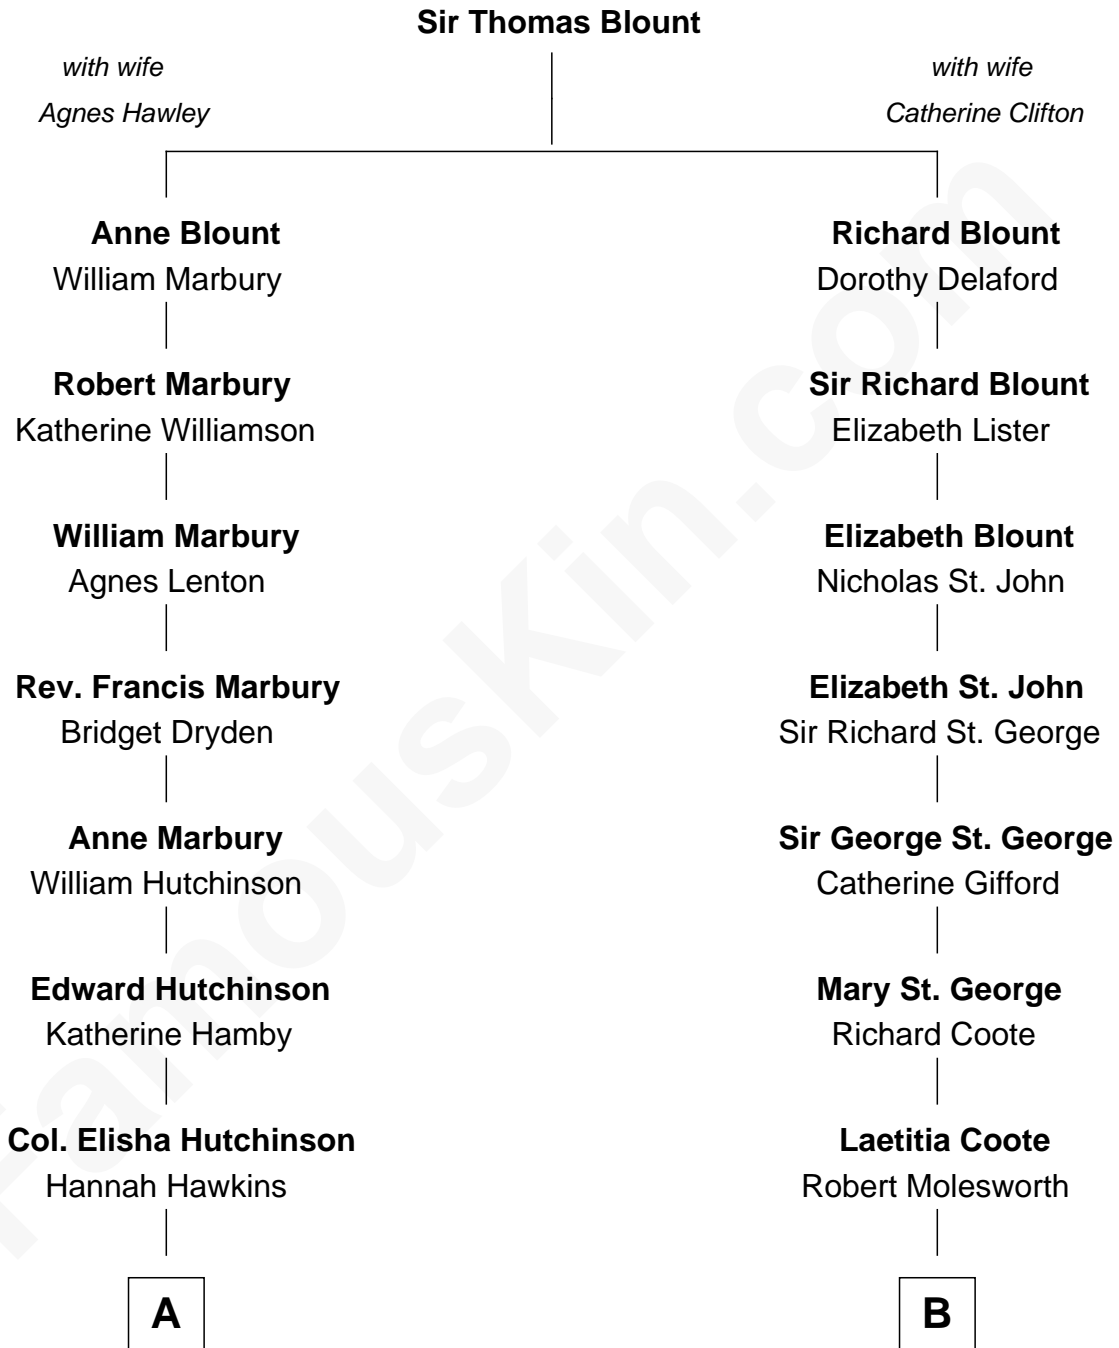 Sir Thomas Blount
with wife
Agnes Hawley
with wife
Catherine Clifton
Anne Blount
William Marbury
Robert Marbury
Katherine Williamson
William Marbury
Agnes Lenton
Rev. Francis Marbury
Bridget Dryden
Anne Marbury
William Hutchinson
Edward Hutchinson
Katherine Hamby
Col. Elisha Hutchinson
Hannah Hawkins
A
Richard Blount
Dorothy Delaford
Sir Richard Blount
Elizabeth Lister
Elizabeth Blount
Nicholas St. John
Elizabeth St. John
Sir Richard St. George
Sir George St. George
Catherine Gifford
Mary St. George
Richard Coote
Laetitia Coote
Robert Molesworth
B
FamousKin.com